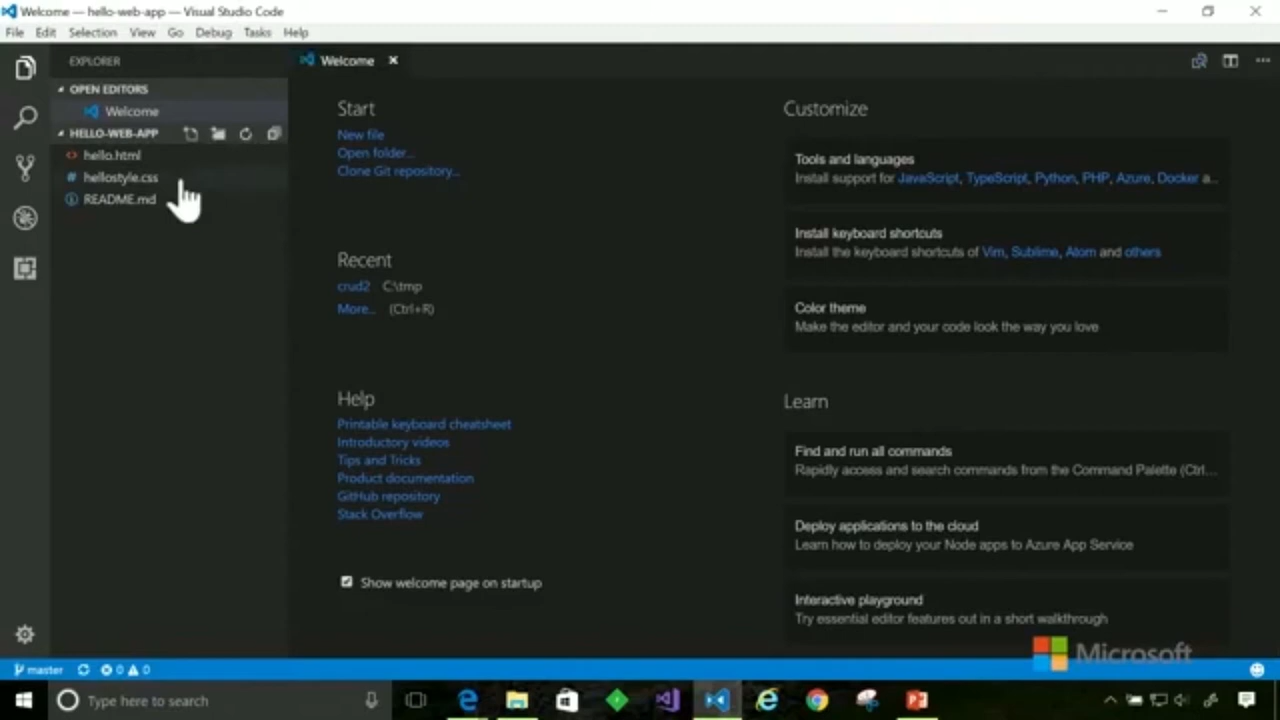 Welcome — hello-web-app — Visual Studio Code
File Edit Selection View Go Debug Tasks Help
EXPLORER
OPEN EDITORS
Welcome
HELLO-WEB-APP
hello.html
hellostyle.css
README.md
Welcome
Start
New file
Open folder...
Clone Git repository...
Recent
crud2 C:\tmp
More... (Ctrl+R)
Help
Printable keyboard cheatsheet
Introductory videos
Tips and Tricks
Product documentation
GitHub repository
Stack Overflow
Show welcome page on startup
Customize
Tools and languages
Install support for JavaScript, TypeScript, Python, PHP, Azure, Docker a...
Install keyboard shortcuts
Install the keyboard shortcuts of Vim, Sublime, Atom and others
Color theme
Make the editor and your code look the way you love
Learn
Find and run all commands
Rapidly access and search commands from the Command Palette (Ctrl...
Deploy applications to the cloud
Learn how to deploy your Node apps to Azure App Service
Interactive playground
Try essential editor features out in a short walkthrough
Microsoft
master 0 0
Type here to search